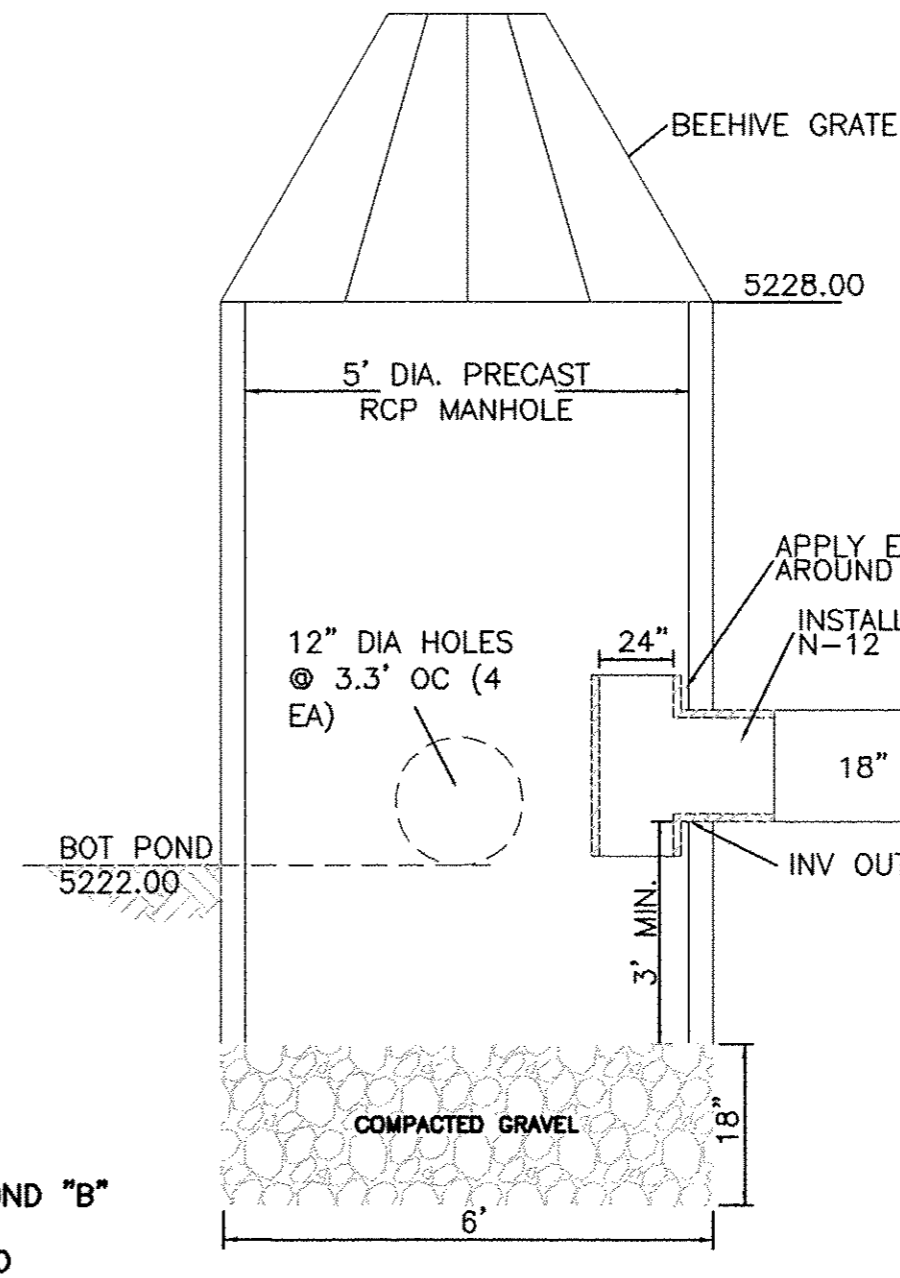 BEEHIVE GRATE
5228.00
5' DIA. PRECAST
RCP MANHOLE
APPLY E
AROUND
INSTALL
N-12
24"
12" DIA HOLES
@ 3.3' OC (4
EA)
18"
BOT POND
5222.00
INV OUT
3' MIN.
COMPACTED GRAVEL
18"
OND "B"
6'